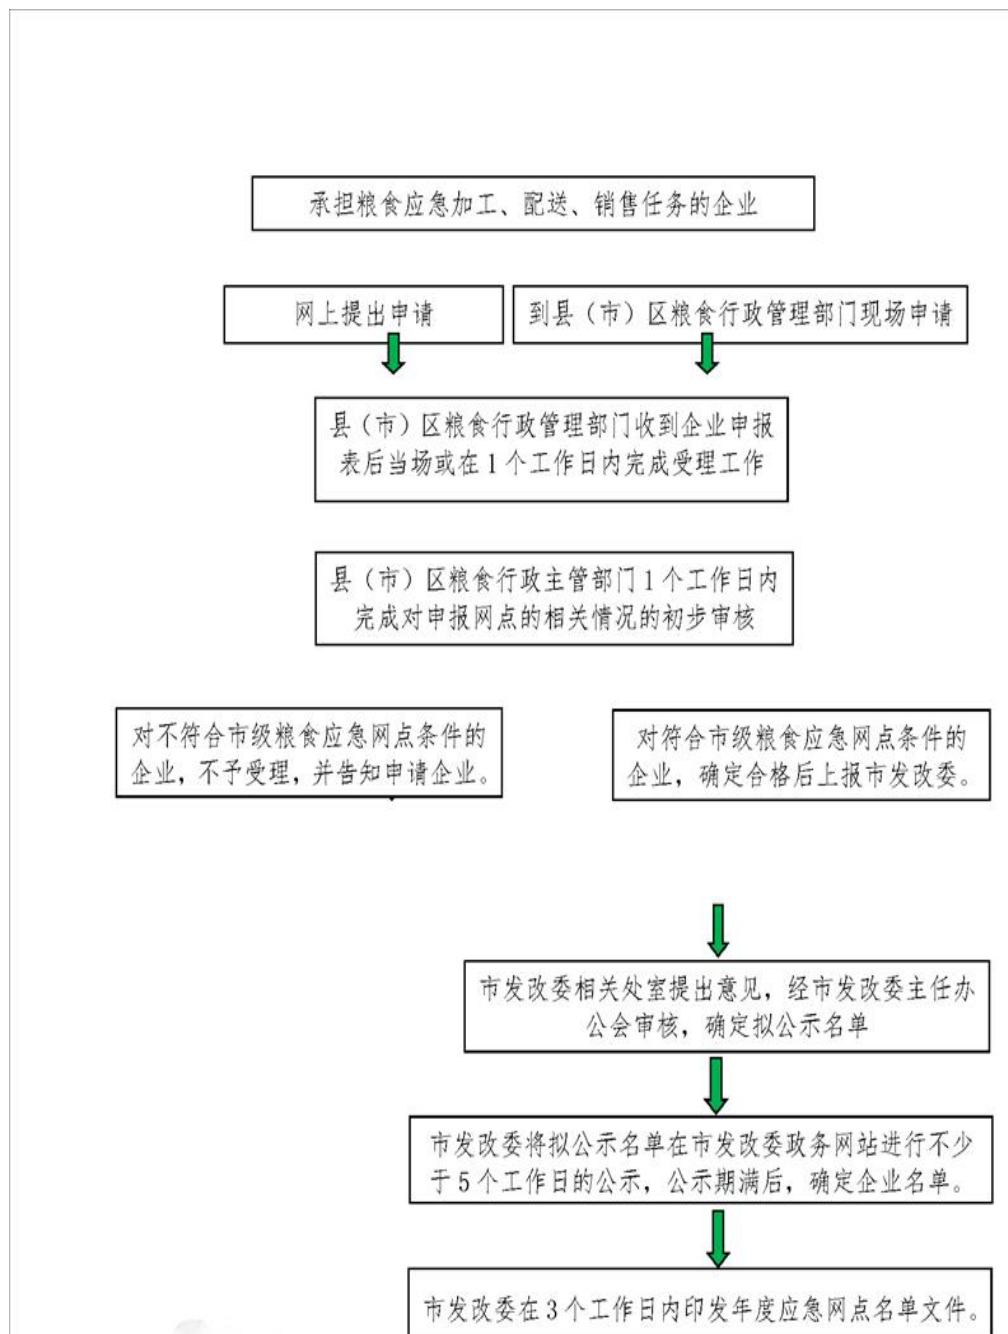 承担粮食应急加工、配送、销售任务的企业
网上提出申请
到县（市）区粮食行政管理部门现场申请
县（市）区粮食行政管理部门收到企业申报
表后当场或在1个工作日内完成受理工作
县（市）区粮食行政主管部门1个工作日内
完成对申报网点的相关情况的初步审核
对不符合市级粮食应急网点条件的
企业，不予受理，并告知申请企业。
对符合市级粮食应急网点条件的
企业，确定合格后上报市发改委。
市发改委相关处室提出意见，经市发改委主任办
公会审核，确定拟公示名单
市发改委将拟公示名单在市发改委政务网站进行不少
于5个工作日的公示，公示期满后，确定企业名单。
市发改委在3个工作日内印发年度应急网点名单文件。